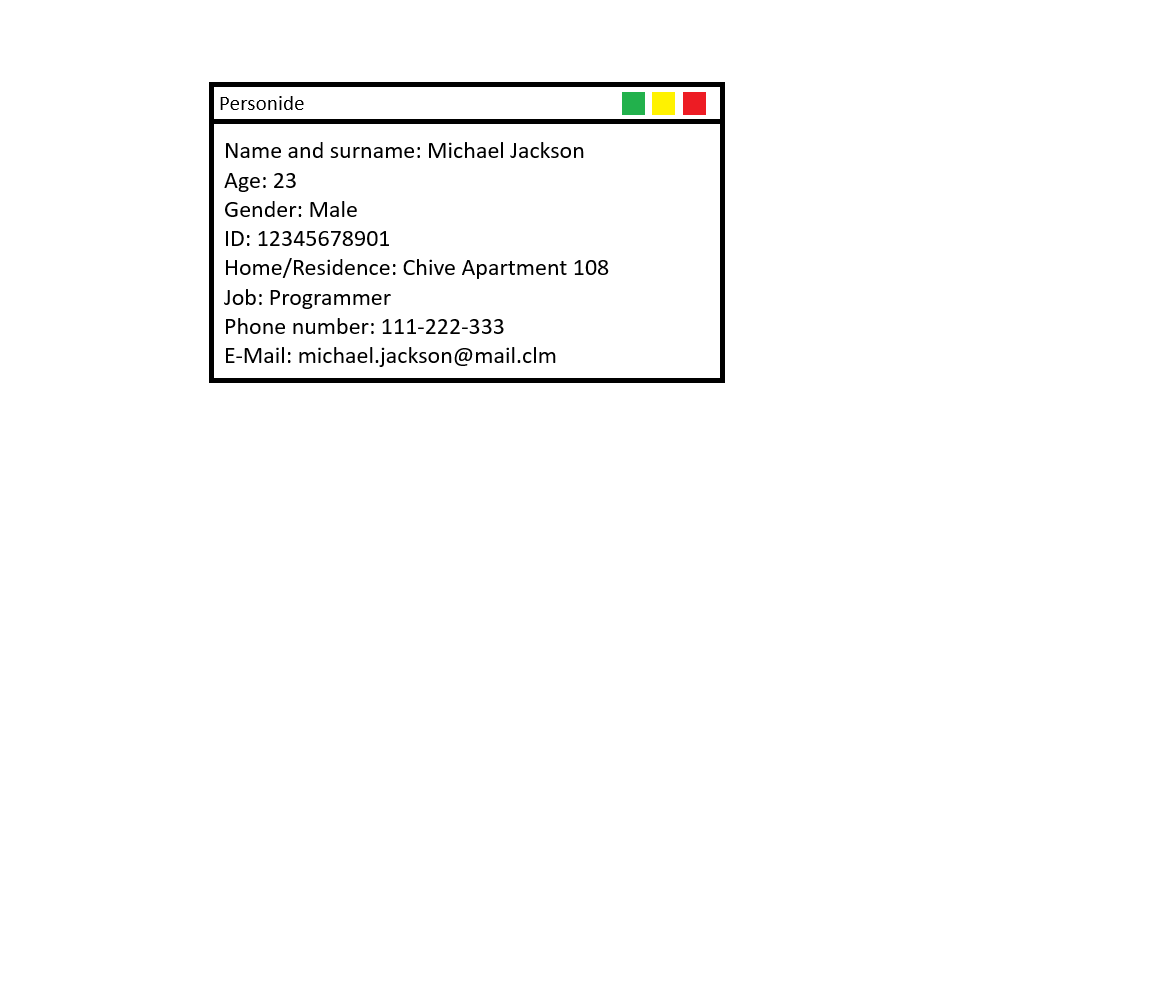 Personide
Name and surname: Michael Jackson
Age: 23
Gender: Male
ID: 12345678901
Home/Residence: Chive Apartment 108
Job: Programmer
Phone number: 111-222-333
E-Mail: michael.jackson@mail.clm